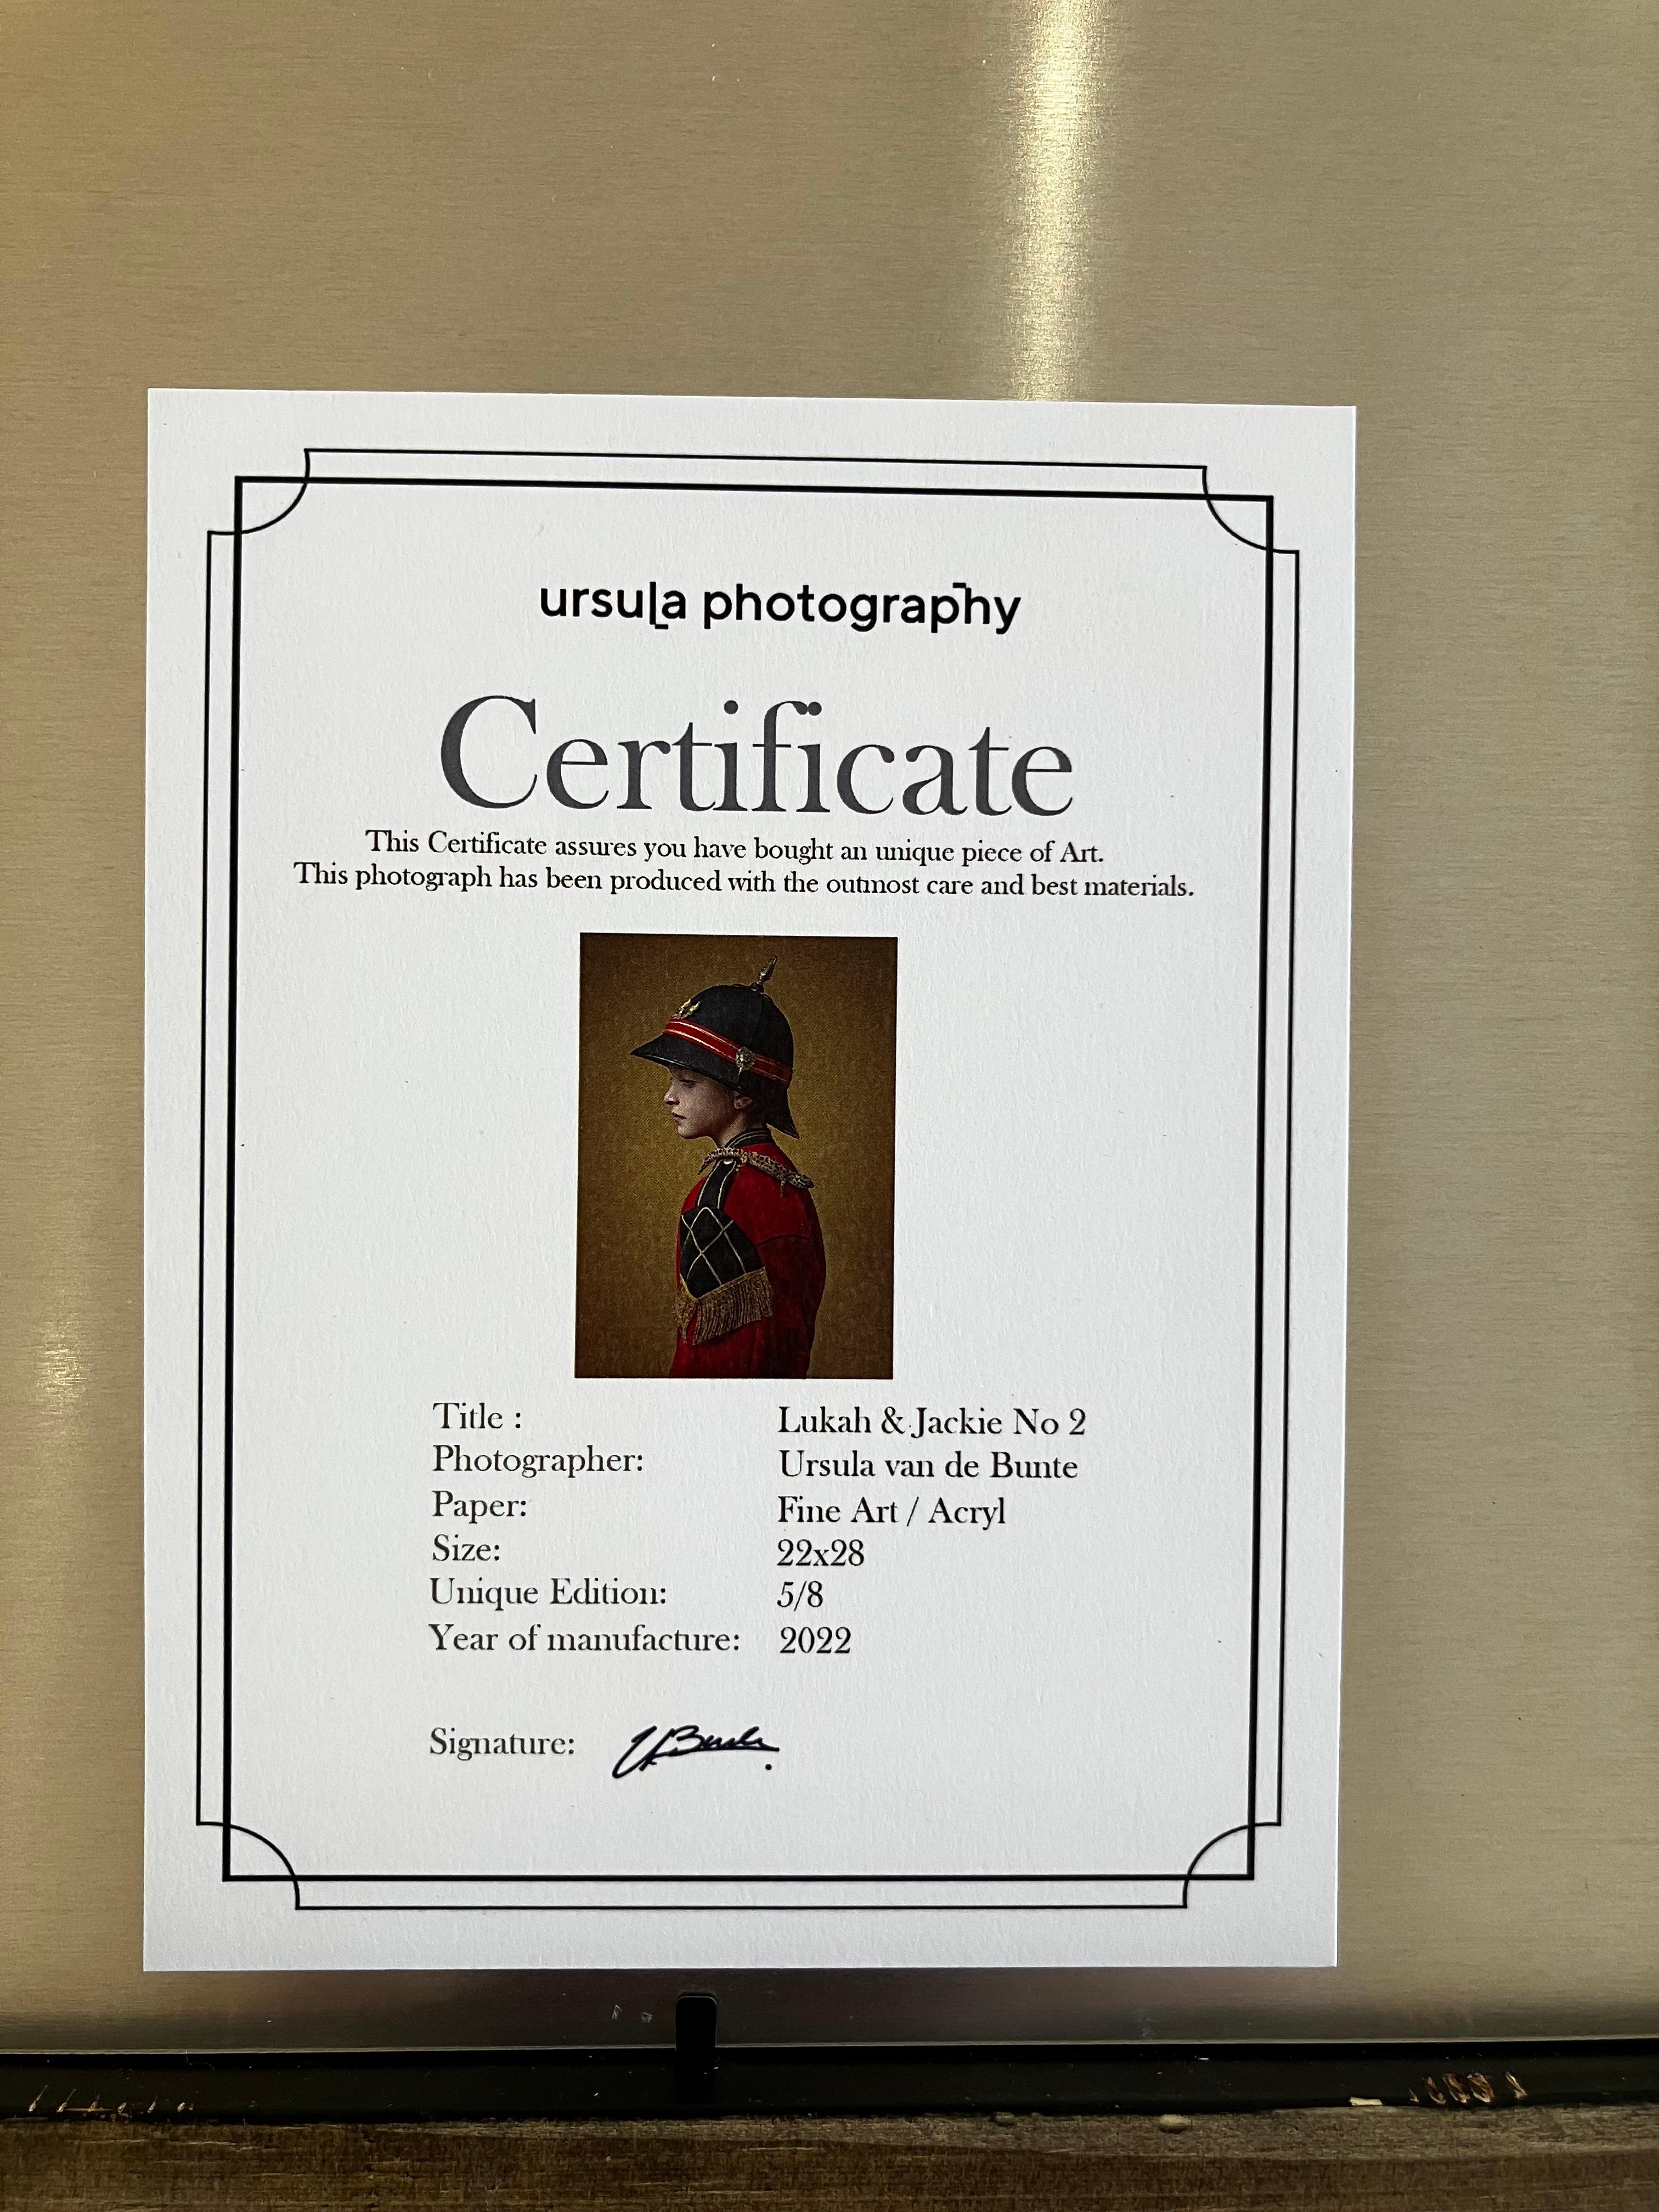 ursula photography
Certificate
This Certificate assures you have bought an unique piece of Art.
This photograph has been produced with the outmost care and best materials.
Title : Lukah & Jackie No 2
Photographer: Ursula van de Bunte
Paper: Fine Art / Acryl
Size: 22x28
Unique Edition: 5/8
Year of manufacture: 2022
Signature: